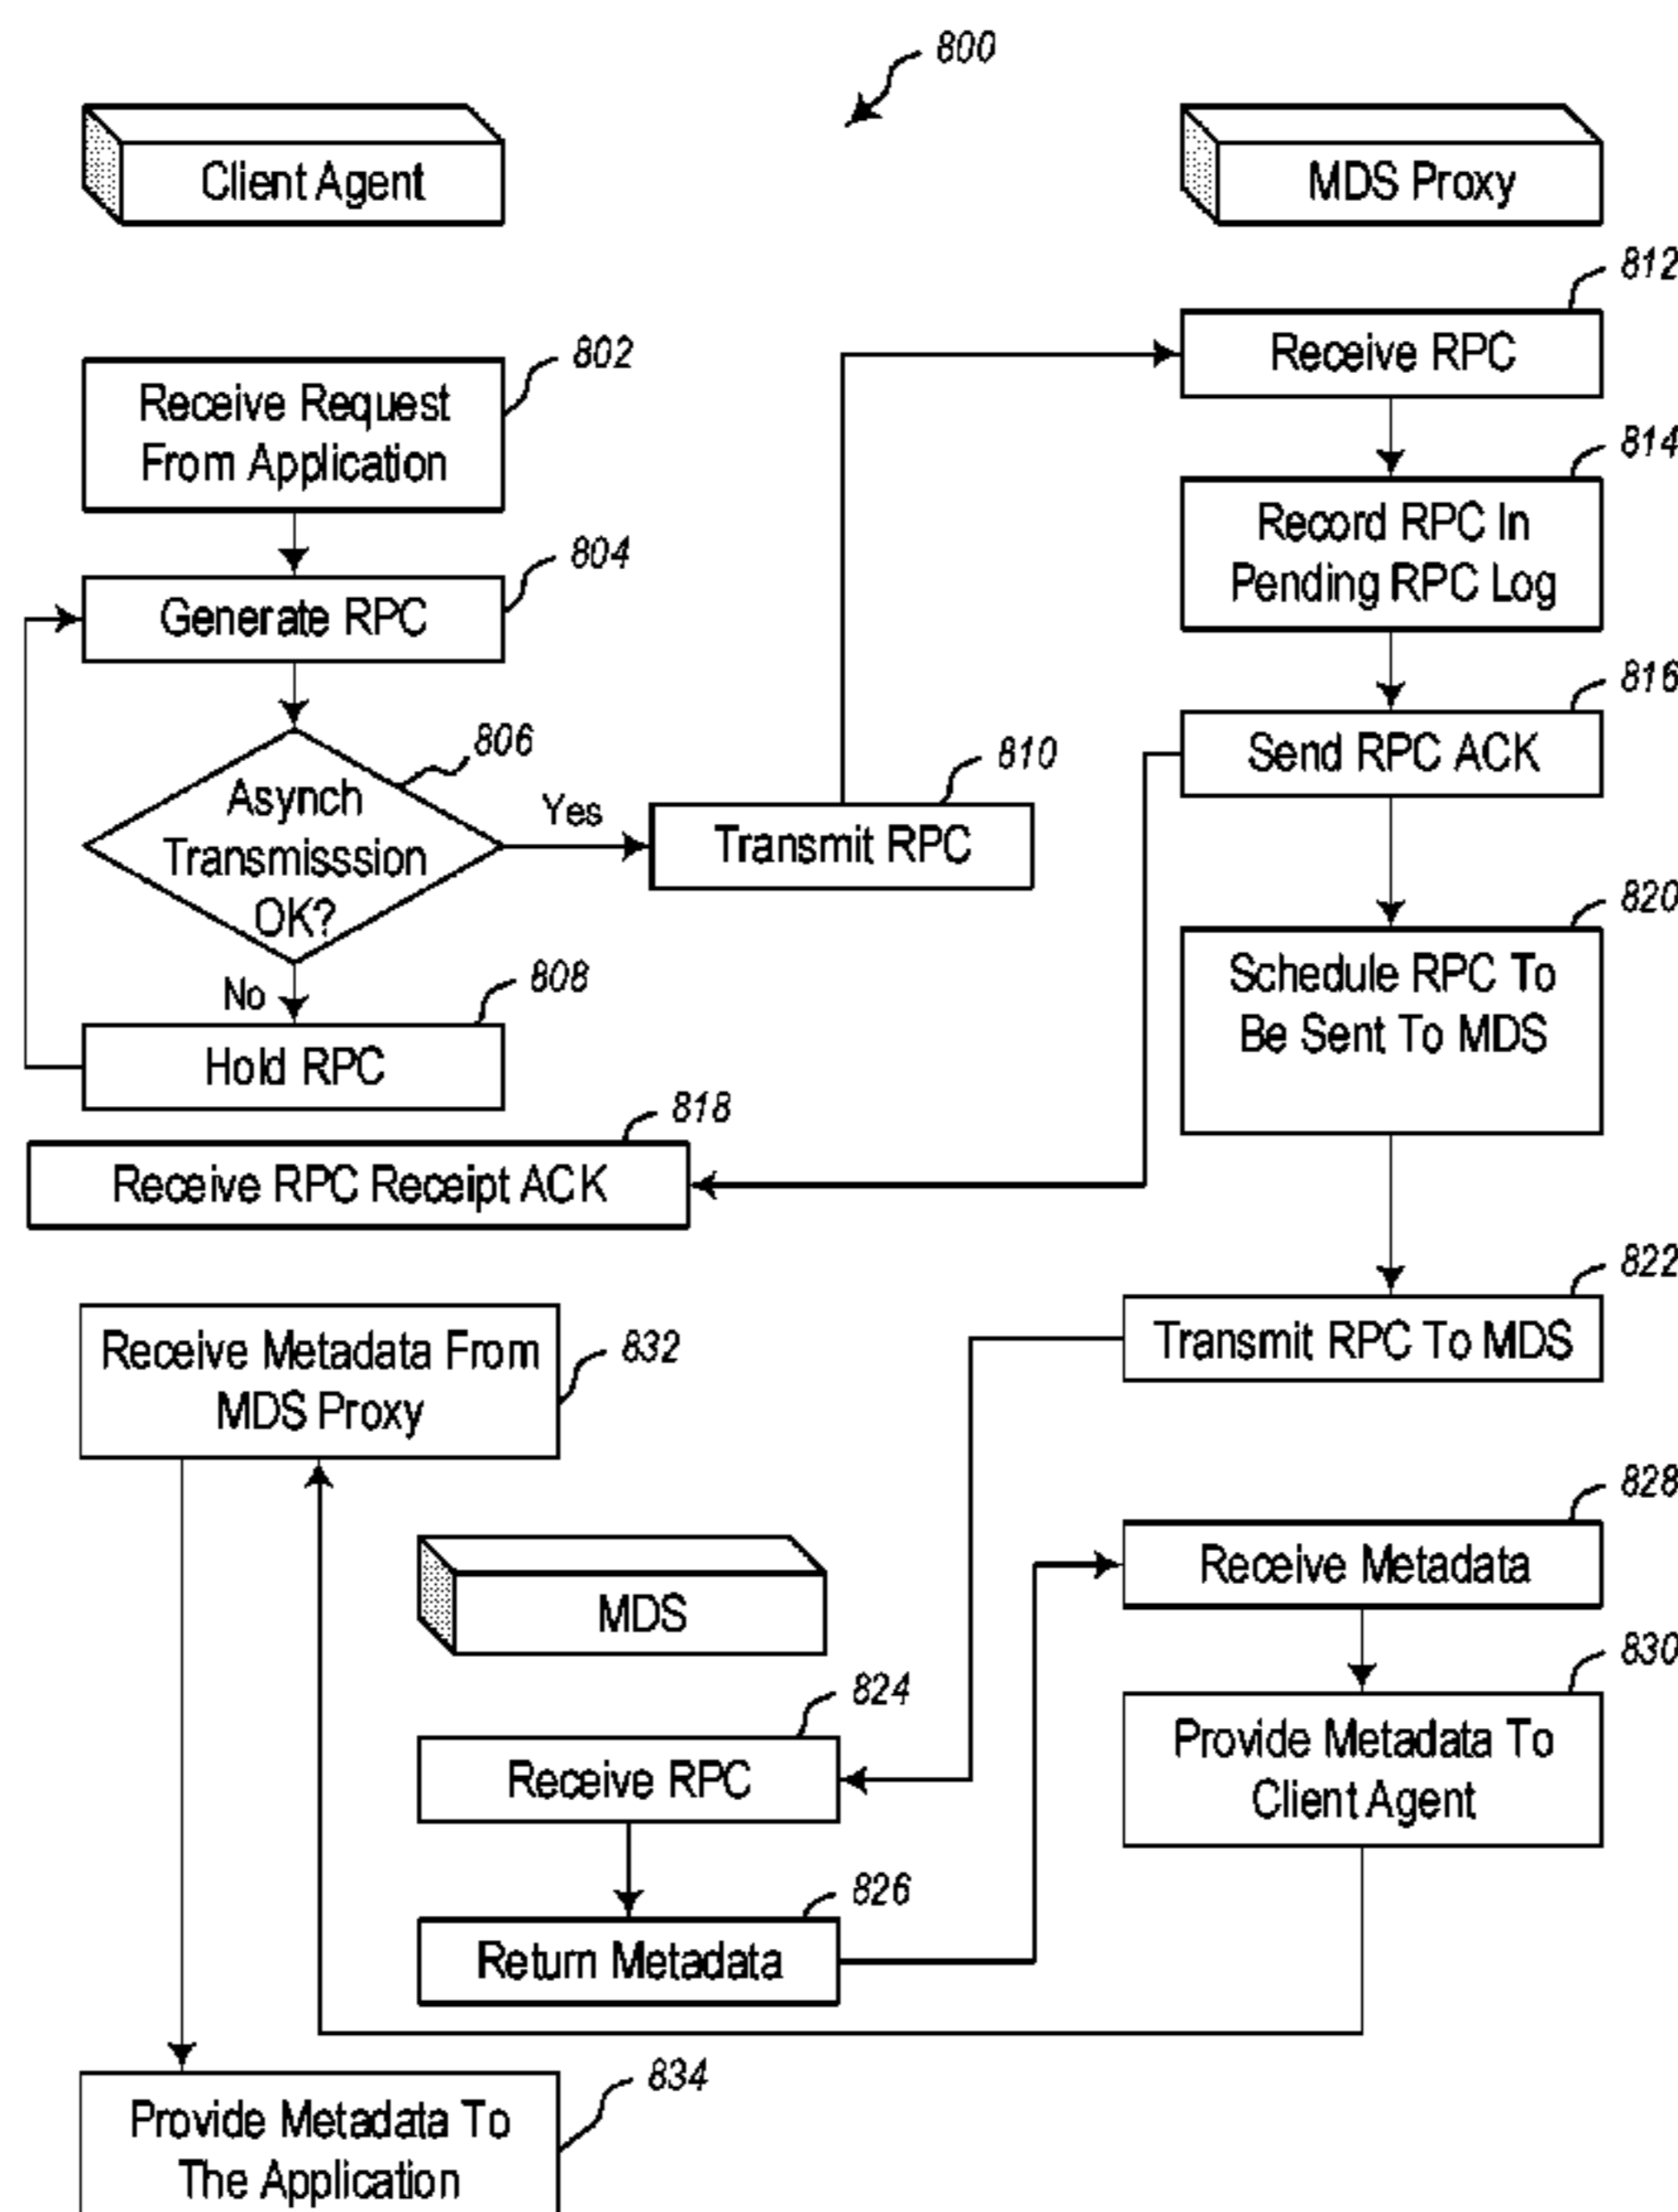 800
Client Agent
MDS Proxy
802
Receive Request
From Application
804
Generate RPC
806
Asynch
Transmisssion
OK?
Yes
No
808
Hold RPC
810
Transmit RPC
812
Receive RPC
814
Record RPC In
Pending RPC Log
816
Send RPC ACK
818
Receive RPC Receipt ACK
820
Schedule RPC To
Be Sent To MDS
822
Transmit RPC To MDS
MDS
824
Receive RPC
826
Return Metadata
828
Receive Metadata
830
Provide Metadata To
Client Agent
832
Receive Metadata From
MDS Proxy
834
Provide Metadata To
The Application